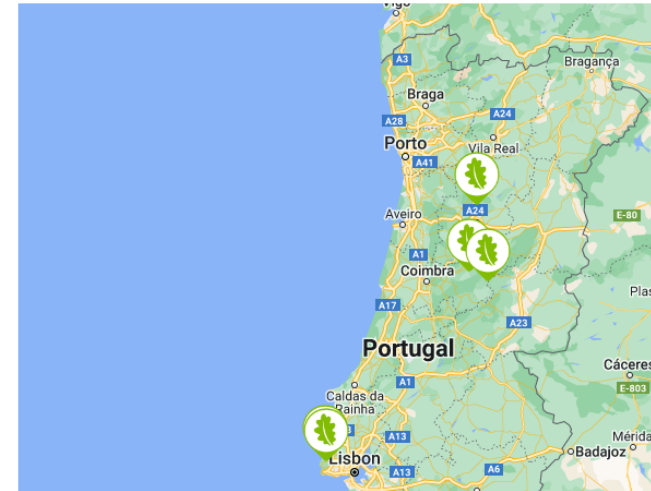 Vigo
A3
Bragança
Braga
A28
A24
Porto
Vila Real
A41
Aveiro
A24
E-80
A1
Coimbra
A17
A23
Portugal
Cáceres
A1
E-803
Caldas da
Rainha
A13
Mérida
Lisbon
Badajoz
A13
A6